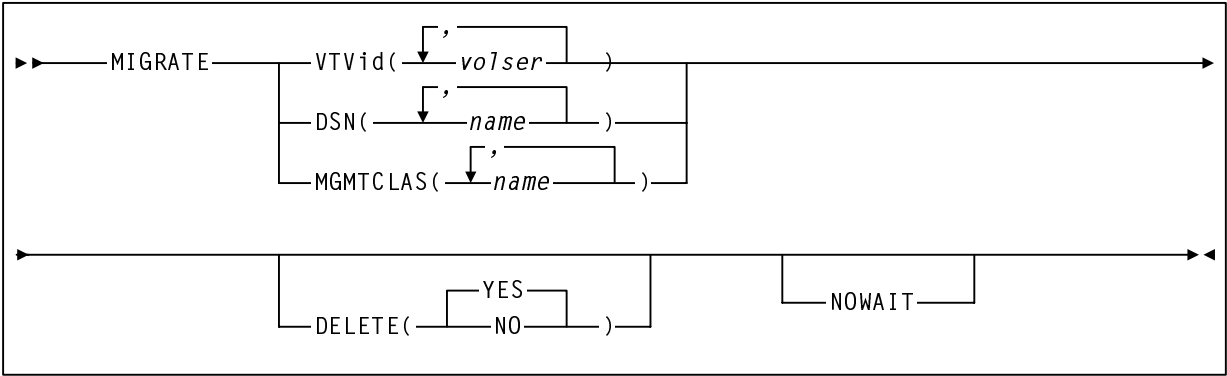 ,
MIGRATE VTVid( volser )
,
DSN( name )
,
MGMTCLAS( name )
YES
DELETE( NO )
NOWAIT